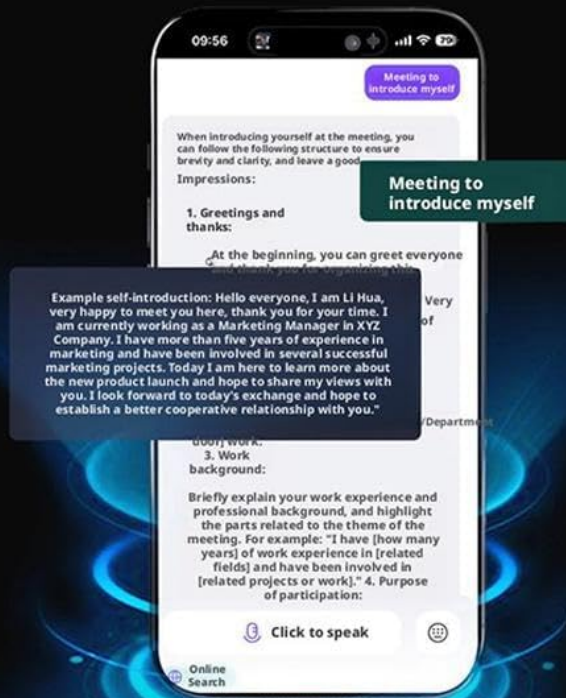 09:56
79
Meeting to
introduce myself
When introducing yourself at the meeting, you
can follow the following structure to ensure
brevity and clarity, and leave a good
Impressions:
Meeting to
introduce myself
1. Greetings and
thanks:
At the beginning, you can greet everyone
and thank you for organizing this
Example self-introduction: Hello everyone, I am Li Hua,
very happy to meet you here, thank you for your time. I
am currently working as a Marketing Manager in XYZ
Company. I have more than five years of experience in
marketing and have been involved in several successful
marketing projects. Today I am here to learn more about
the new product launch and hope to share my views with
you. I look forward to today's exchange and hope to
establish a better cooperative relationship with you."
Very
of
/Department
door] work:
3. Work
background:
Briefly explain your work experience and
professional background, and highlight
the parts related to the theme of the
meeting. For example: "I have [how many
years] of work experience in [related
fields] and have been involved in
[related projects or work]." 4. Purpose
of participation:
Click to speak
Online
Search